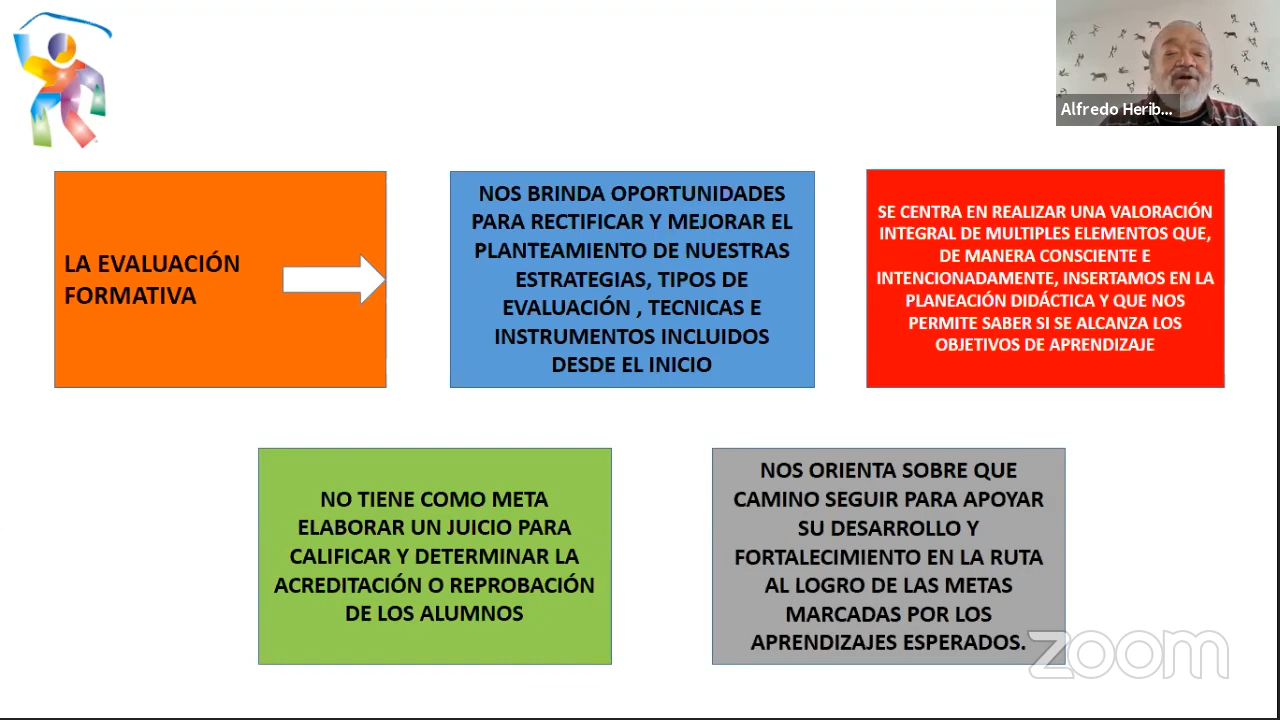 Alfredo Herib...
LA EVALUACIÓN
FORMATIVA
NOS BRINDA OPORTUNIDADES
PARA RECTIFICAR Y MEJORAR EL
PLANTEAMIENTO DE NUESTRAS
ESTRATEGIAS, TIPOS DE
EVALUACIÓN , TECNICAS E
INSTRUMENTOS INCLUIDOS
DESDE EL INICIO
SE CENTRA EN REALIZAR UNA VALORACIÓN
INTEGRAL DE MULTIPLES ELEMENTOS QUE,
DE MANERA CONSCIENTE E
INTENCIONADAMENTE, INSERTAMOS EN LA
PLANEACIÓN DIDÁCTICA Y QUE NOS
PERMITE SABER SI SE ALCANZA LOS
OBJETIVOS DE APRENDIZAJE
NO TIENE COMO META
ELABORAR UN JUICIO PARA
CALIFICAR Y DETERMINAR LA
ACREDITACIÓN O REPROBACIÓN
DE LOS ALUMNOS
NOS ORIENTA SOBRE QUE
CAMINO SEGUIR PARA APOYAR
SU DESARROLLO Y
FORTALECIMIENTO EN LA RUTA
AL LOGRO DE LAS METAS
MARCADAS POR LOS
APRENDIZAJES ESPERADOS.
zoom